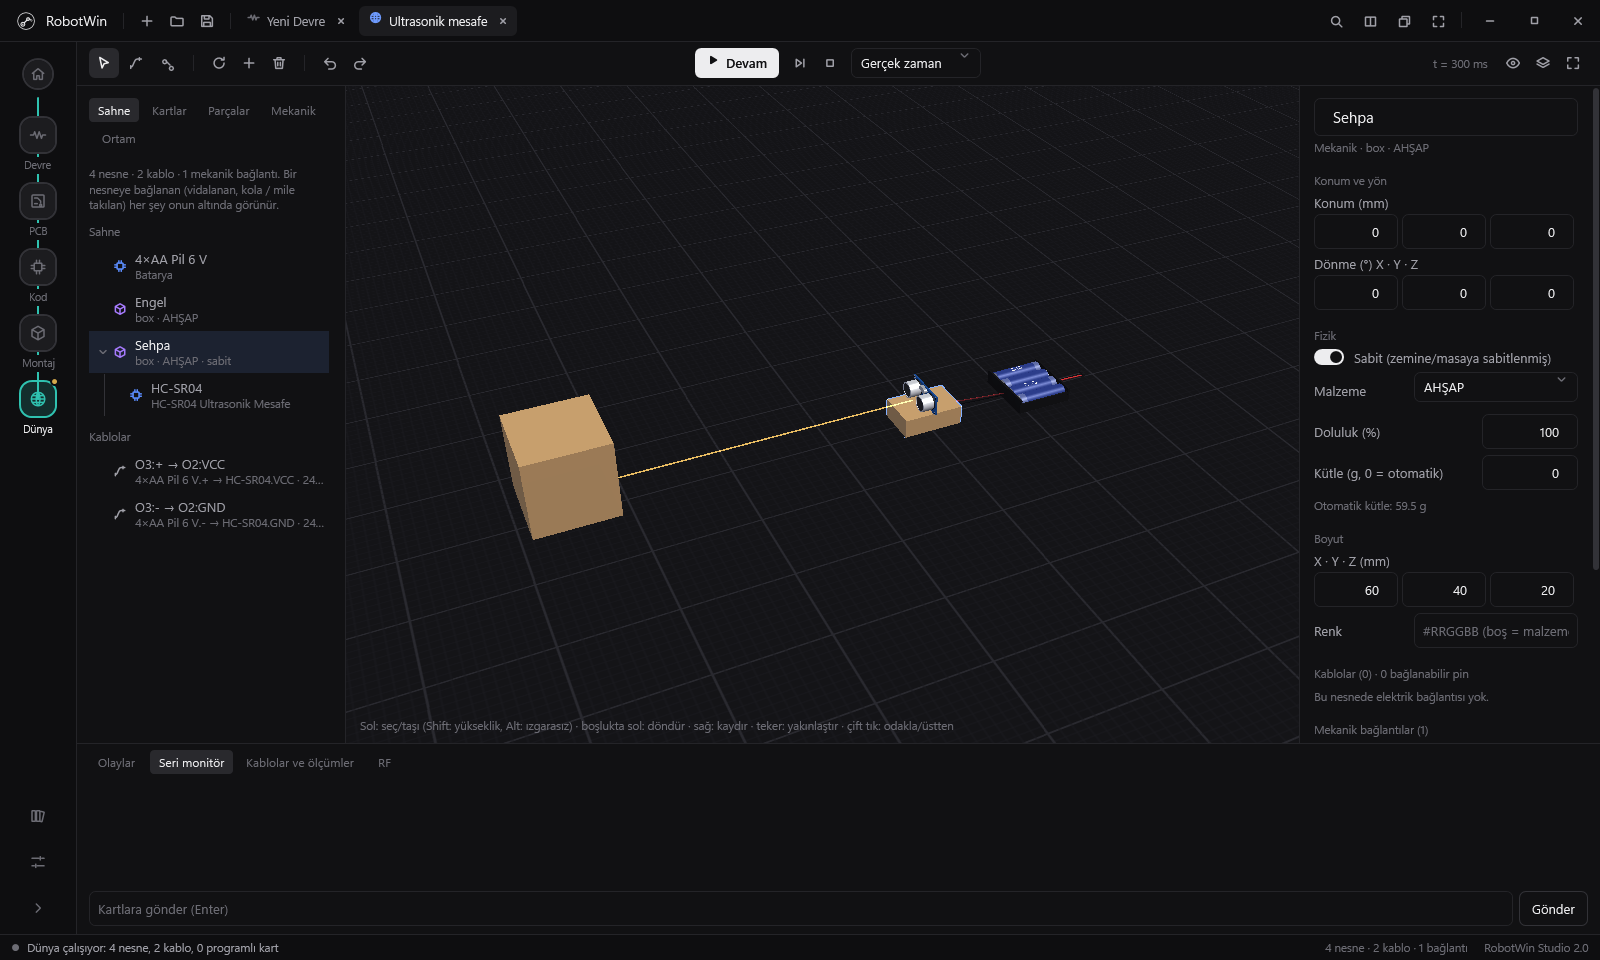 RobotWin
Yeni Devre
Ultrasonik mesafe
Devam
Gerçek zaman
t = 300 ms
Devre
PCB
Kod
Montaj
Dünya
Sahne
Kartlar
Parçalar
Mekanik
Ortam
4 nesne · 2 kablo · 1 mekanik bağlantı. Bir
nesneye bağlanan (vidalanan, kola / mile
takılan) her şey onun altında görünür.
Sahne
4×AA Pil 6 V
Batarya
Engel
box · AHŞAP
Sehpa
box · AHŞAP · sabit
HC-SR04
HC-SR04 Ultrasonik Mesafe
Kablolar
O3:+ → O2:VCC
4×AA Pil 6 V.+ → HC-SR04.VCC · 24...
O3:- → O2:GND
4×AA Pil 6 V.- → HC-SR04.GND · 24...
Sol: seç/taşı (Shift: yükseklik, Alt: ızgarasız) · boşlukta sol: döndür · sağ: kaydır · teker: yakınlaştır · çift tık: odakla/üstten
Sehpa
Mekanik · box · AHŞAP
Konum ve yön
Konum (mm)
0 0 0
Dönme (°) X · Y · Z
0 0 0
Fizik
Sabit (zemine/masaya sabitlenmiş)
Malzeme AHŞAP
Doluluk (%) 100
Kütle (g, 0 = otomatik) 0
Otomatik kütle: 59.5 g
Boyut
X · Y · Z (mm)
60 40 20
Renk #RRGGBB (boş = malzem
Kablolar (0) · 0 bağlanabilir pin
Bu nesnede elektrik bağlantısı yok.
Mekanik bağlantılar (1)
Olaylar
Seri monitör
Kablolar ve ölçümler
RF
Kartlara gönder (Enter)
Gönder
Dünya çalışıyor: 4 nesne, 2 kablo, 0 programlı kart
4 nesne · 2 kablo · 1 bağlantı
RobotWin Studio 2.0